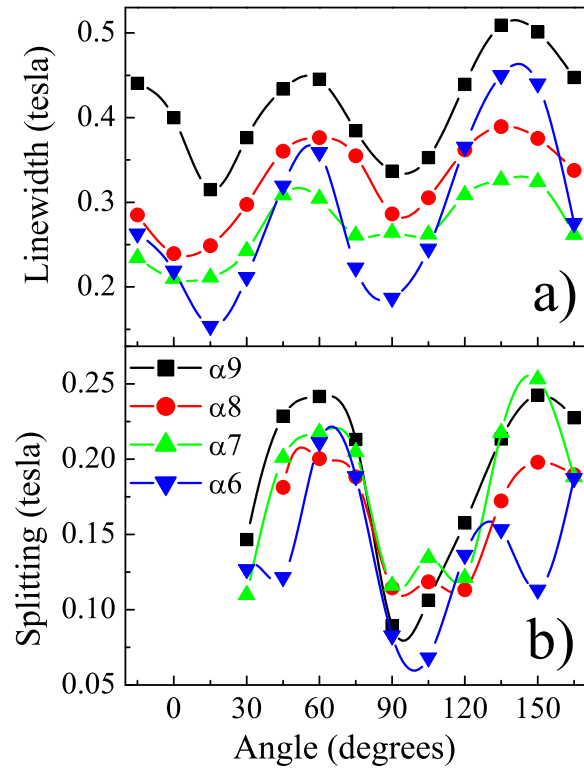 0.5
0.4
0.3
0.2
Linewidth (tesla)
a)
α9
α8
α7
α6
0.25
0.20
0.15
0.10
0.05
Splitting (tesla)
b)
0 30 60 90 120 150
Angle (degrees)